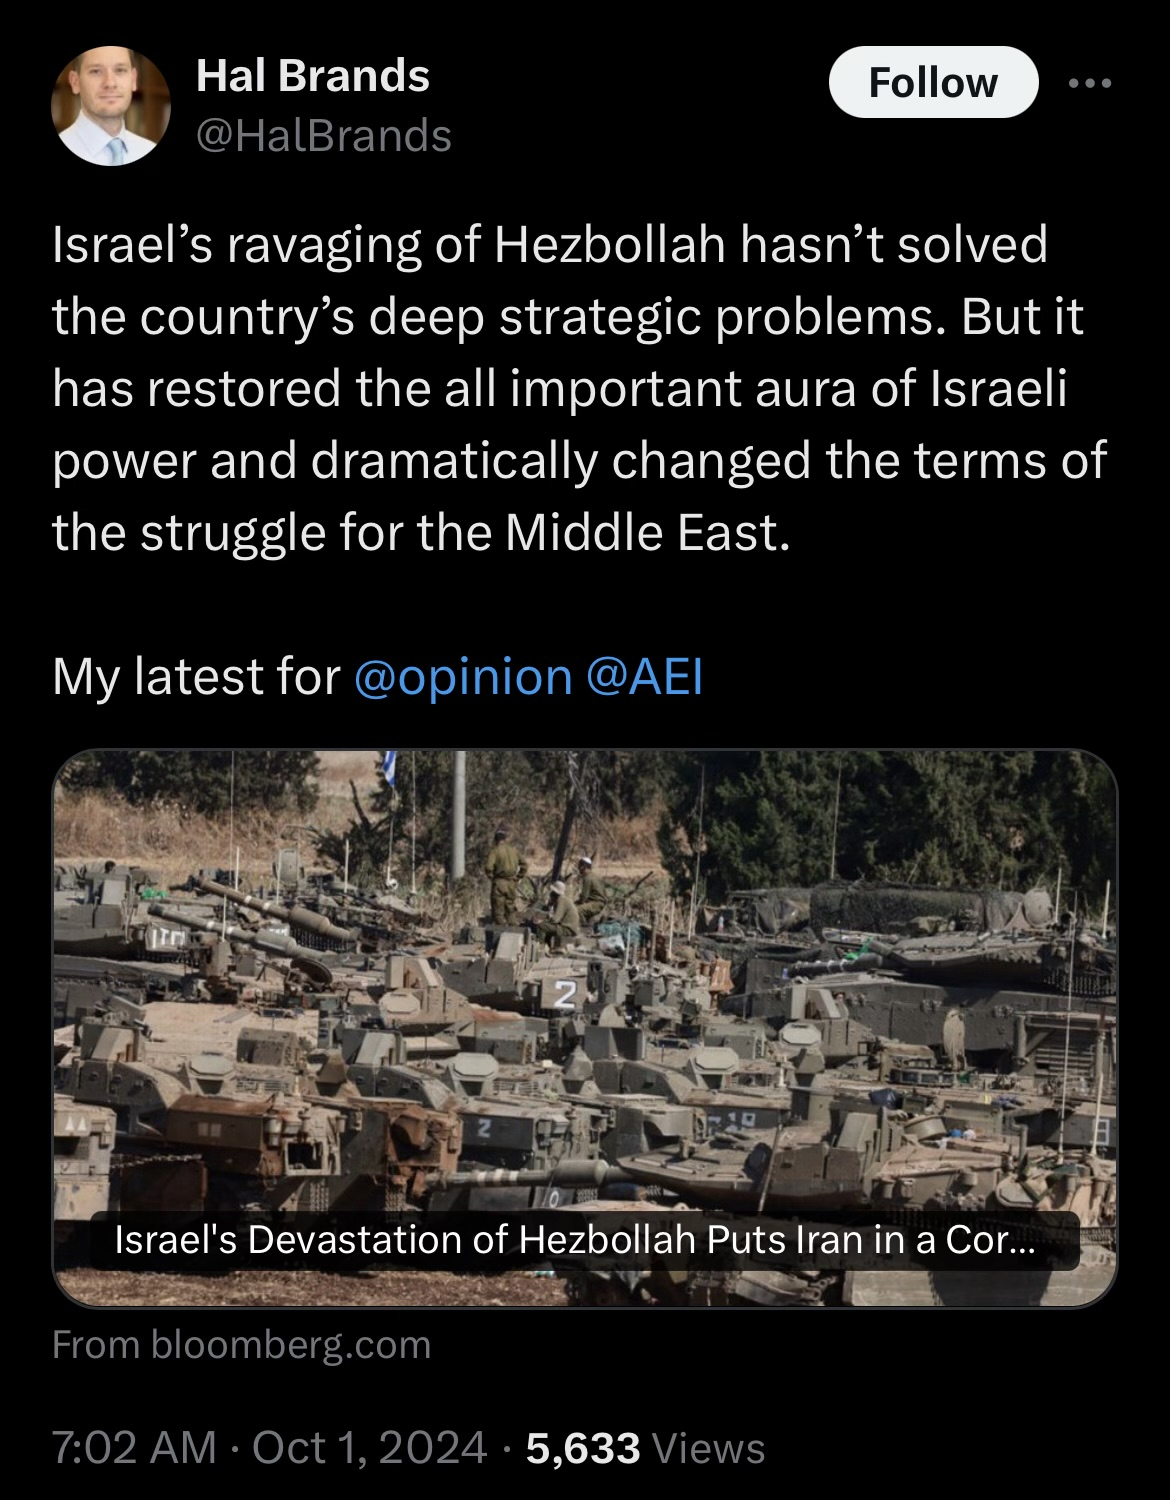 Hal Brands
Follow
@HalBrands
Israel’s ravaging of Hezbollah hasn’t solved
the country’s deep strategic problems. But it
has restored the all important aura of Israeli
power and dramatically changed the terms of
the struggle for the Middle East.
My latest for @opinion @AEI
2
2
Israel's Devastation of Hezbollah Puts Iran in a Cor...
From bloomberg.com
7:02 AM · Oct 1, 2024 · 5,633 Views